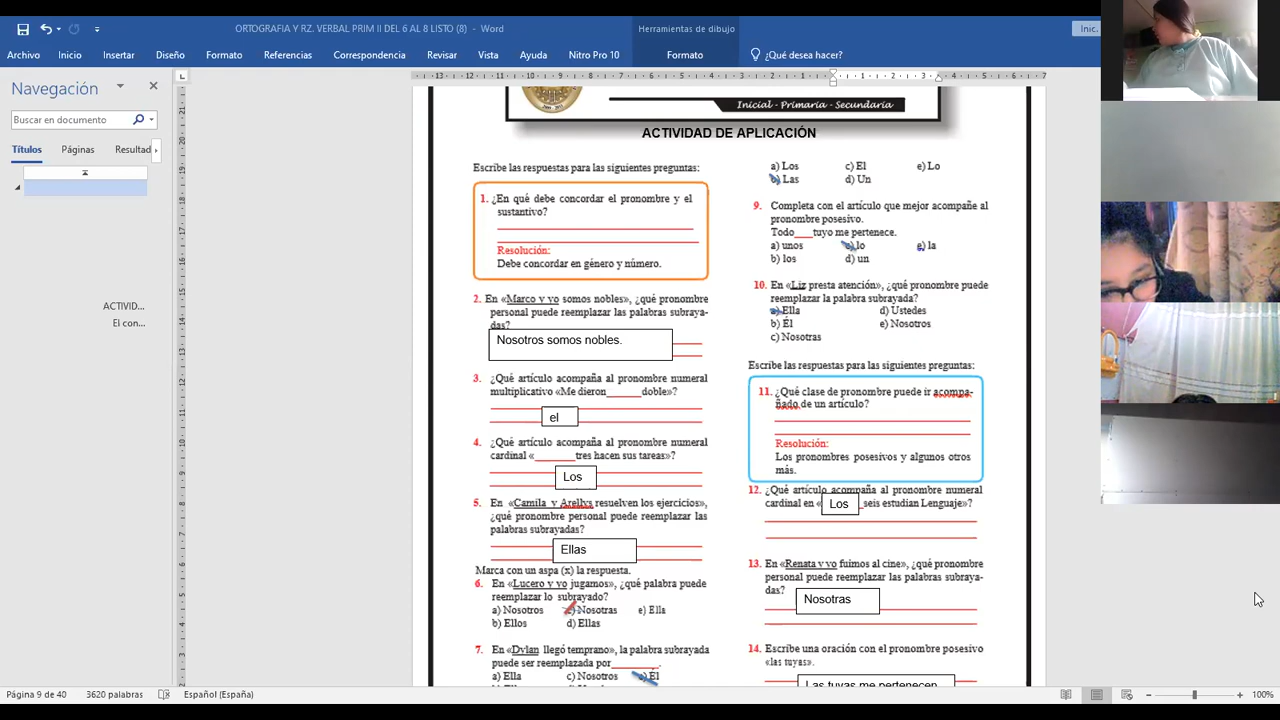 ORTOGRAFIA Y RZ. VERBAL PRIM II DEL 6 AL 8 LISTO (8) - Word
Herramientas de dibujo
Inic.
Archivo Inicio Insertar Diseño Formato Referencias Correspondencia Revisar Vista Ayuda Nitro Pro 10 Formato ¿Qué desea hacer?
Navegación
Buscar en documento
Títulos Páginas Resultad
ACTIVID...
El con...
Inicial - Primaria - Secundaria
ACTIVIDAD DE APLICACIÓN
Escribe las respuestas para las siguientes preguntas:
1. ¿En qué debe concordar el pronombre y el
sustantivo?
Resolución:
Debe concordar en género y número.
2. En «Marco y yo somos nobles», ¿qué pronombre
personal puede reemplazar las palabras subraya-
das?
Nosotros somos nobles.
3. ¿Qué artículo acompaña al pronombre numeral
multiplicativo «Me dieron______doble»?
el
4. ¿Qué artículo acompaña al pronombre numeral
cardinal «_______tres hacen sus tareas»?
Los
5. En «Camila y Arellys resuelven los ejercicios»,
¿qué pronombre personal puede reemplazar las
palabras subrayadas?
Ellas
Marca con un aspa (x) la respuesta.
6. En «Lucero y yo jugamos», ¿qué palabra puede
reemplazar lo subrayado?
a) Nosotros c) Nosotras e) Ella
b) Ellos d) Ellas
7. En «Dylan llegó temprano», la palabra subrayada
puede ser reemplazada por________.
a) Ella c) Nosotros e) Él
a) Los c) El e) Lo
b) Las d) Un
9. Completa con el artículo que mejor acompañe al
pronombre posesivo.
Todo___tuyo me pertenece.
a) unos c) lo e) la
b) los d) un
10. En «Liz presta atención», ¿qué pronombre puede
reemplazar la palabra subrayada?
a) Ella d) Ustedes
b) Él e) Nosotros
c) Nosotras
Escribe las respuestas para las siguientes preguntas:
11. ¿Qué clase de pronombre puede ir acompa-
ñado de un artículo?
Resolución:
Los pronombres posesivos y algunos otros
más.
12. ¿Qué artículo acompaña al pronombre numeral
cardinal en « Los _seis estudian Lenguaje»?
13. En «Renata y yo fuimos al cine», ¿qué pronombre
personal puede reemplazar las palabras subraya-
das?
Nosotras
14. Escribe una oración con el pronombre posesivo
«las tuyas».
Las tuyas me pertenecen
Página 9 de 40 3620 palabras Español (España) 100%